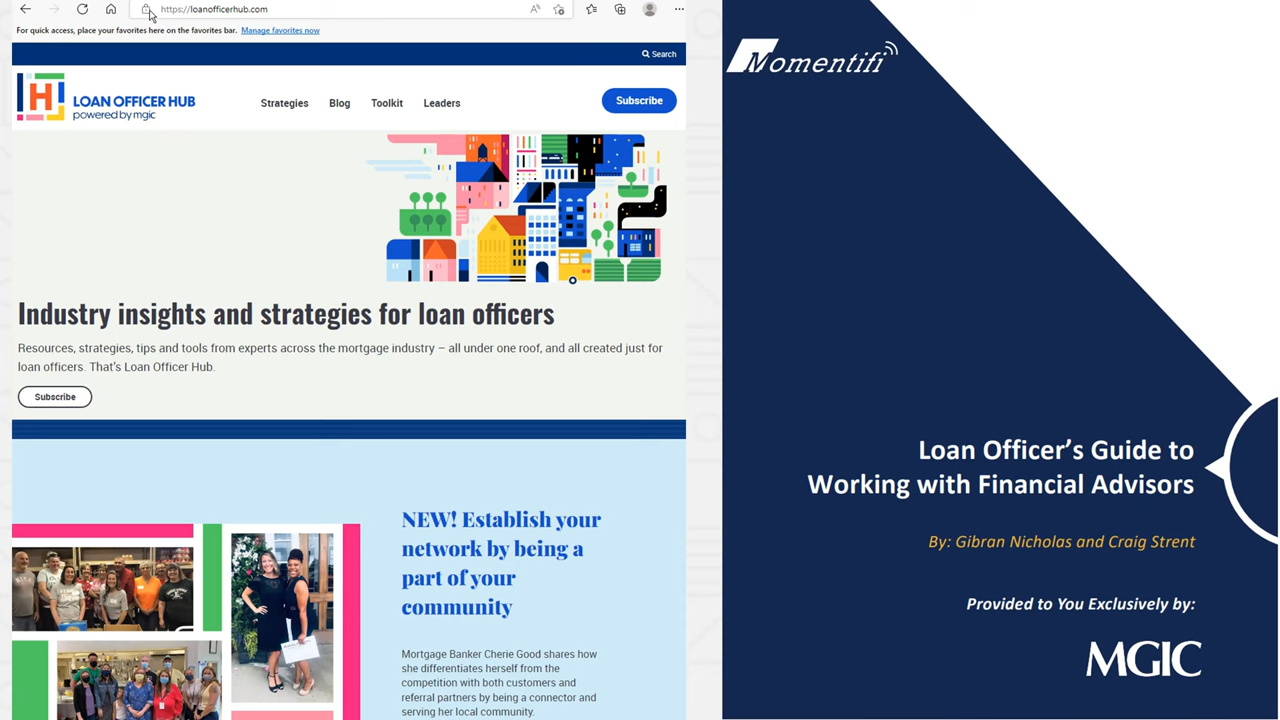 https://loanofficerhub.com
For quick access, place your favorites here on the favorites bar. Manage favorites now
Search
H
LOAN OFFICER HUB
powered by mgic
Strategies Blog Toolkit Leaders
Subscribe
Industry insights and strategies for loan officers
Resources, strategies, tips and tools from experts across the mortgage industry – all under one roof, and all created just for
loan officers. That's Loan Officer Hub.
Subscribe
NEW! Establish your
network by being a
part of your
community
Mortgage Banker Cherie Good shares how
she differentiates herself from the
competition with both customers and
referral partners by being a connector and
serving her local community.
Momentifi
Loan Officer's Guide to
Working with Financial Advisors
By: Gibran Nicholas and Craig Strent
Provided to You Exclusively by:
MGIC